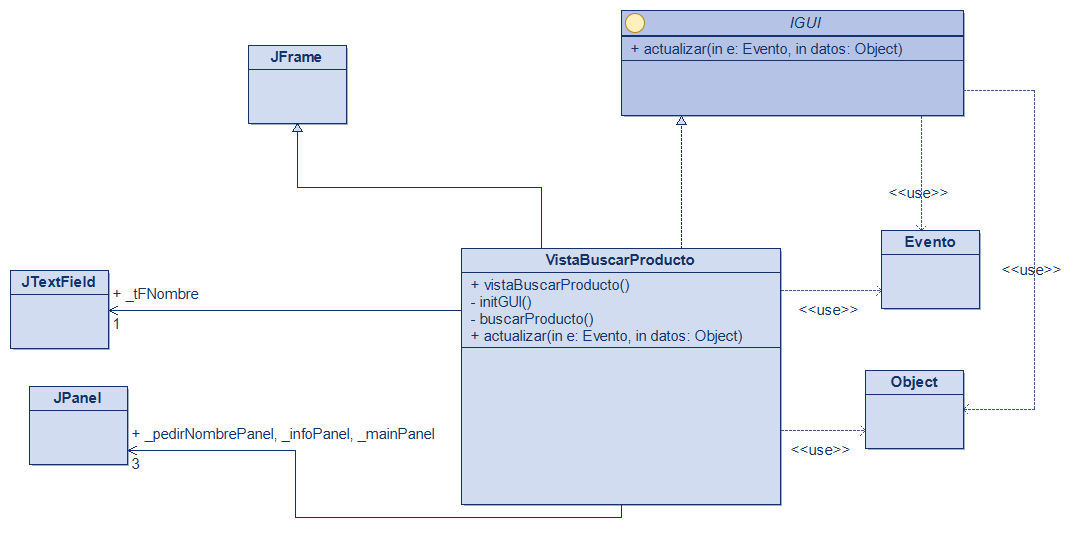 IGUI
+ actualizar(in e: Evento, in datos: Object)
JFrame
<<use>>
Evento
VistaBuscarProducto
<<use>>
JTextField
+ _tFNombre
+ vistaBuscarProducto()
- initGUI()
<<use>>
1
- buscarProducto()
+ actualizar(in e: Evento, in datos: Object)
Object
JPanel
+ _pedirNombrePanel, _infoPanel, _mainPanel
<<use>>
3